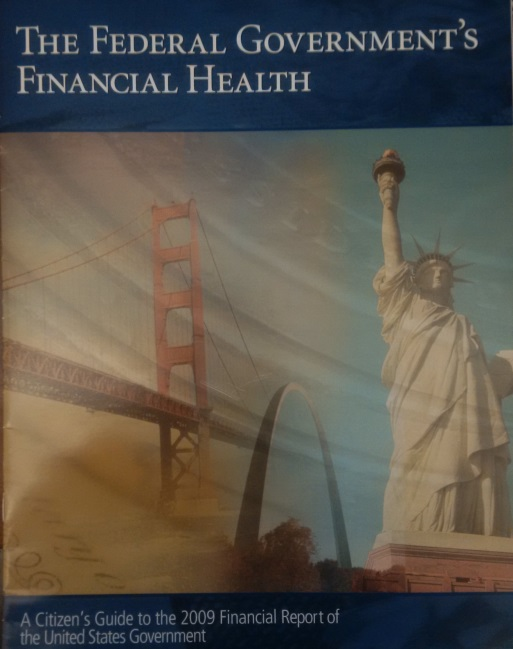 The Federal Government's
Financial Health
A Citizen's Guide to the 2009 Financial Report of
the United States Government